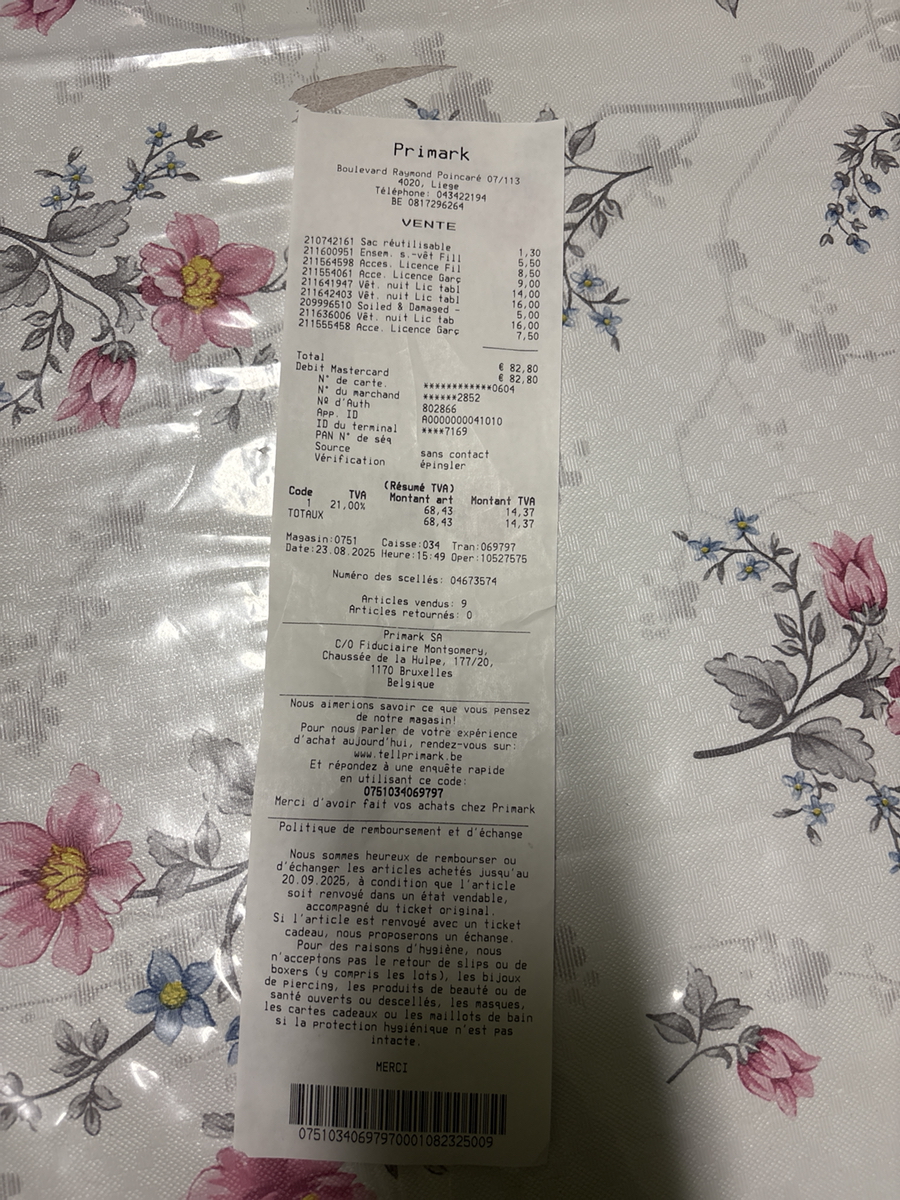 Primark
Boulevard Raymond Poincaré 07/113
4020, Liege
Téléphone: 043422194
BE 0817296264
VENTE
210742161 Sac réutilisable 1,30
211600951 Ensem. s.-vêt Fill 5,50
211564598 Acces. Licence Fil 8,50
211554061 Acce. Licence Garç 9,00
211641947 Vêt. nuit Lic tabl 14,00
211642403 Vêt. nuit Lic tabl 16,00
209996510 Soiled & Damaged - 5,00
211636006 Vêt. nuit Lic tab 16,00
211555458 Acce. Licence Garç 7,50
Total € 82,80
Debit Mastercard € 82,80
N° de carte. ************0604
N° du marchand ******2852
Nº d'Auth 802866
App. ID A0000000041010
ID du terminal ****7169
PAN N° de séq
Source sans contact
Vérification épingler
(Résumé TVA)
Code TVA Montant art Montant TVA
1 21,00% 68,43 14,37
TOTAUX 68,43 14,37
Magasin:0751 Caisse:034 Tran:069797
Date:23.08.2025 Heure:15:49 Oper:10527575
Numéro des scellés: 04673574
Articles vendus: 9
Articles retournés: 0
Primark SA
C/O Fiduciaire Montgomery,
Chaussée de la Hulpe, 177/20,
1170 Bruxelles
Belgique
Nous aimerions savoir ce que vous pensez
de notre magasin!
Pour nous parler de votre expérience
d'achat aujourd'hui, rendez-vous sur:
www.tellprimark.be
Et répondez à une enquête rapide
en utilisant ce code:
0751034069797
Merci d'avoir fait vos achats chez Primark
Politique de remboursement et d'échange
Nous sommes heureux de rembourser ou
d'échanger les articles achetés jusqu'au
20.09.2025, à condition que l'article
soit renvoyé dans un état vendable,
accompagné du ticket original.
Si l'article est renvoyé avec un ticket
cadeau, nous proposerons un échange.
Pour des raisons d'hygiène, nous
n'acceptons pas le retour de slips ou de
boxers (y compris les lots), les bijoux
de piercing, les produits de beauté ou de
santé ouverts ou descellés, les masques,
les cartes cadeaux ou les maillots de bain
si la protection hygiénique n'est pas
intacte.
MERCI
07510340697970001082325009